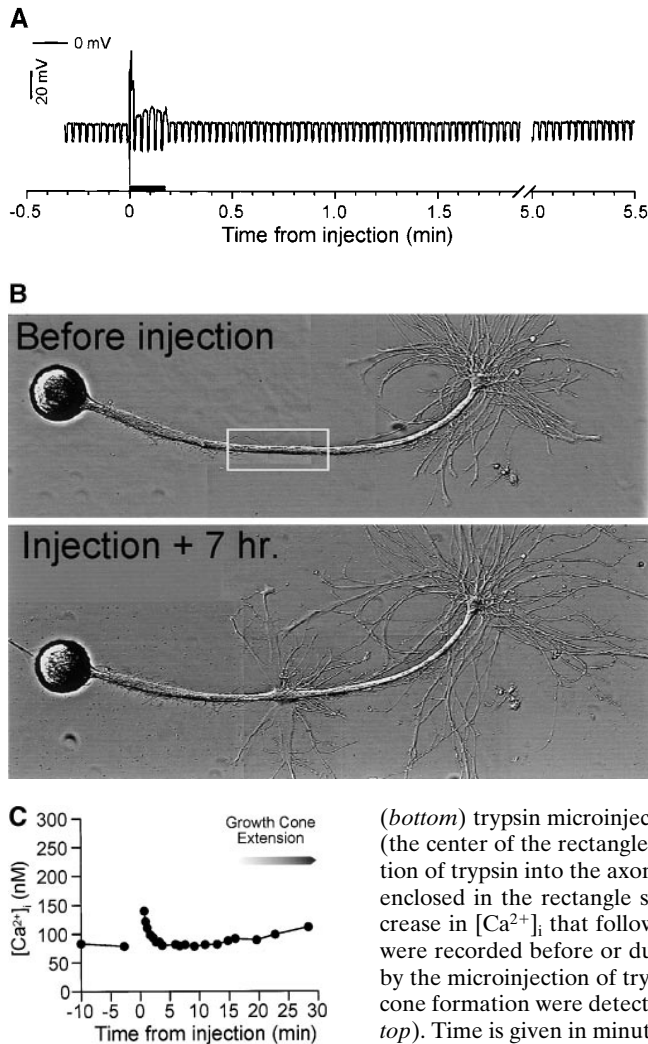 A
0 mV
20 mV
-0.5 0 0.5 1.0 1.5 5.0 5.5
Time from injection (min)
B
Before injection
Injection + 7 hr.
C
300
250
200
150
100
50
0
[Ca²⁺]ᵢ (nM)
Growth Cone
Extension
-10 -5 0 5 10 15 20 25 30
Time from injection (min)
(bottom) trypsin microinjec
(the center of the rectangle
tion of trypsin into the axon
enclosed in the rectangle s
crease in [Ca²⁺]ᵢ that follow
were recorded before or du
by the microinjection of try
cone formation were detect
top). Time is given in minut